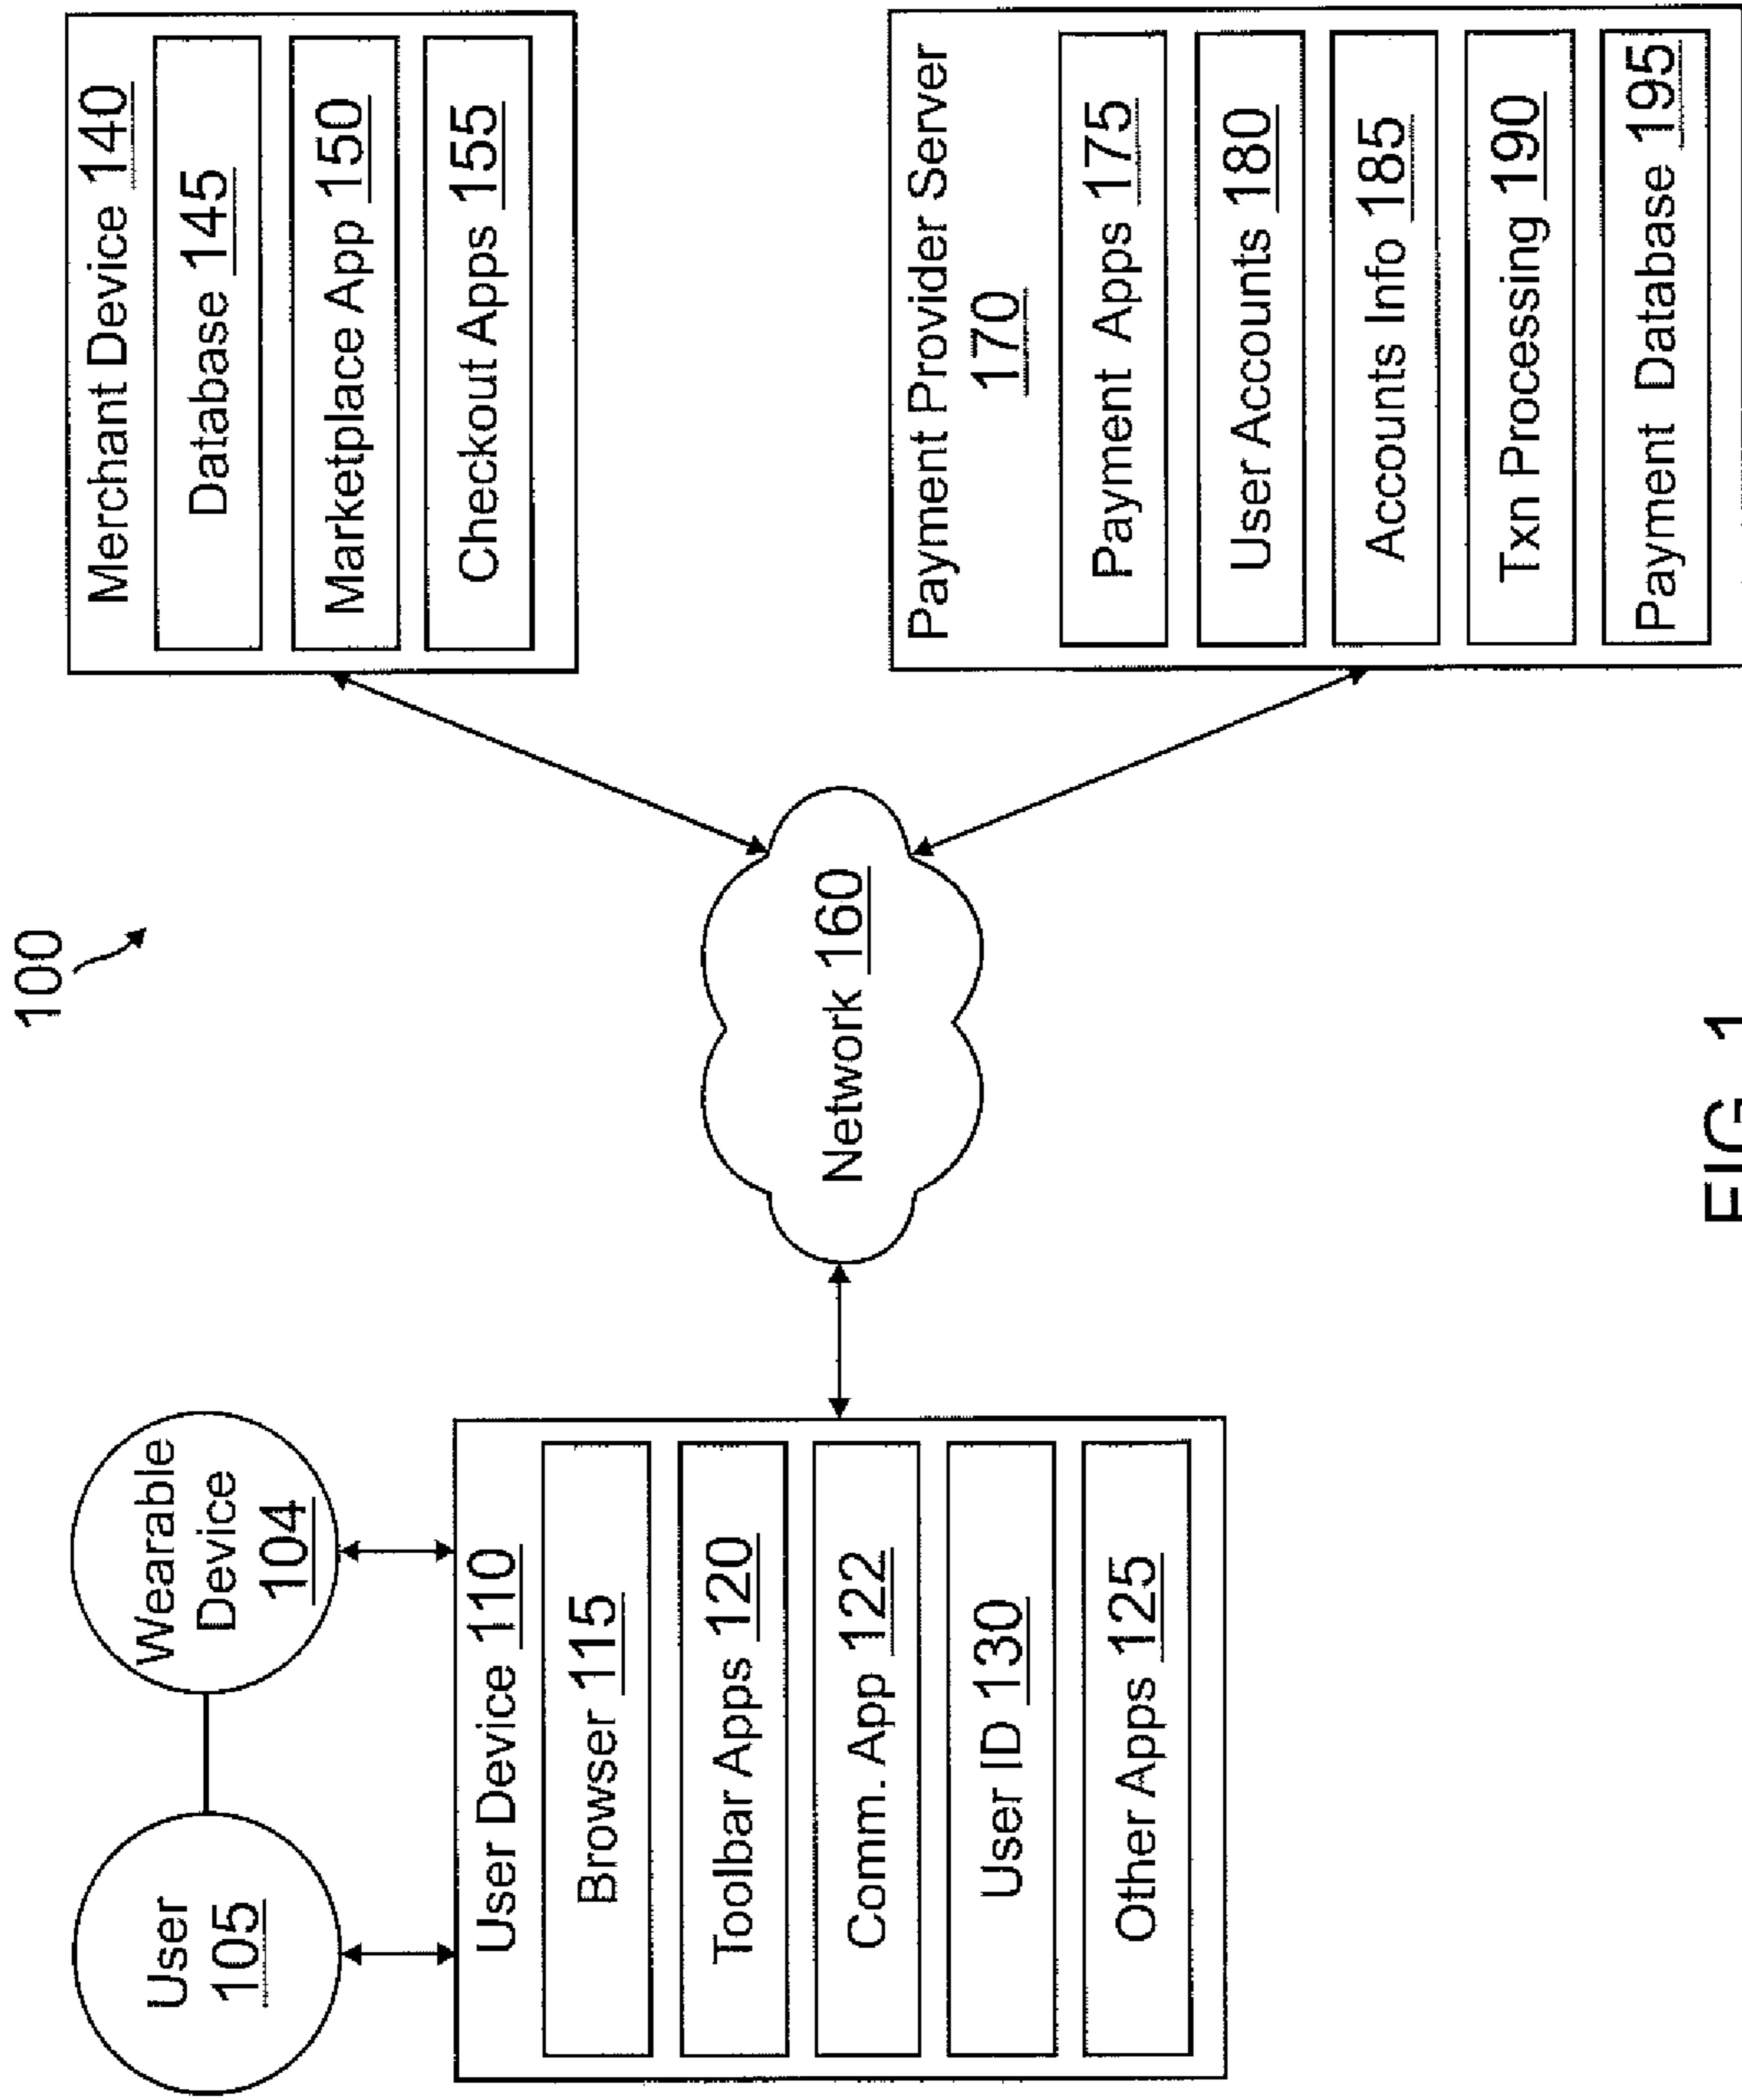 100
User
105
Wearable
Device
104
User Device 110
Browser 115
Toolbar Apps 120
Comm. App 122
User ID 130
Other Apps 125
Network 160
Merchant Device 140
Database 145
Marketplace App 150
Checkout Apps 155
Payment Provider Server
170
Payment Apps 175
User Accounts 180
Accounts Info 185
Txn Processing 190
Payment Database 195
FIG. 1